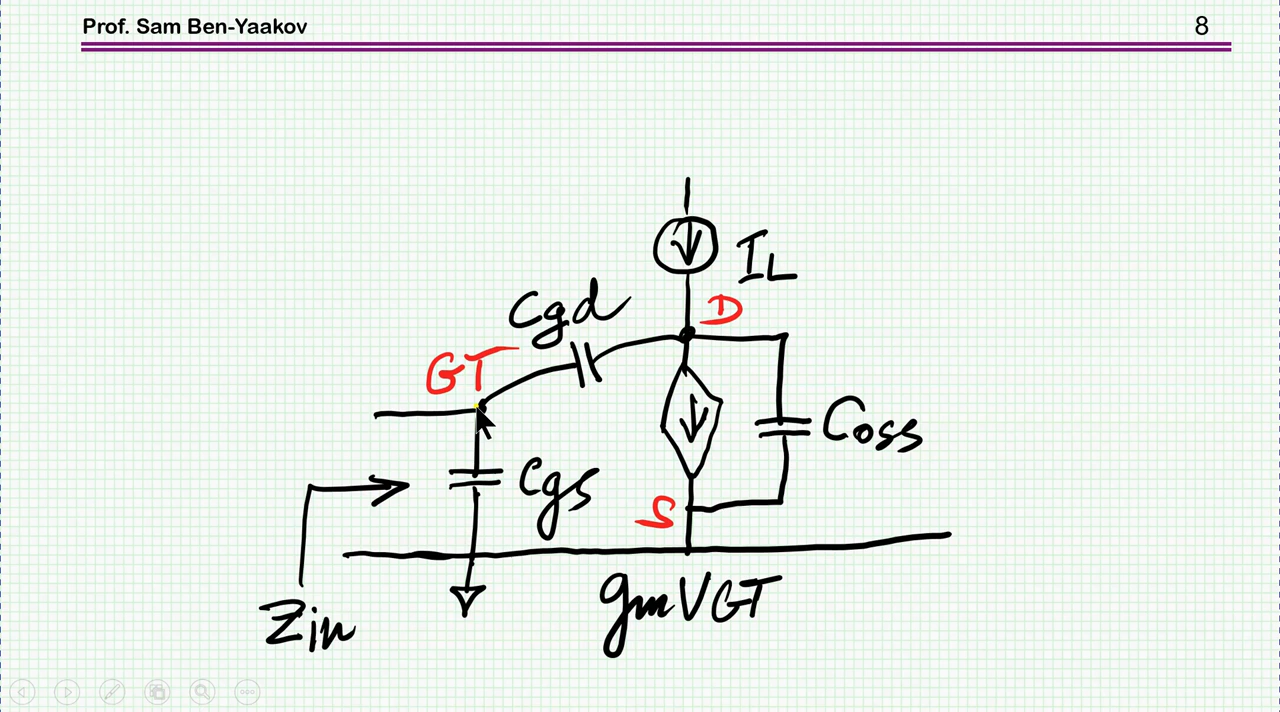 Prof. Sam Ben-Yaakov
8
IL
D
Cgd
GT
Coss
Cgs
S
gmVGT
Zin